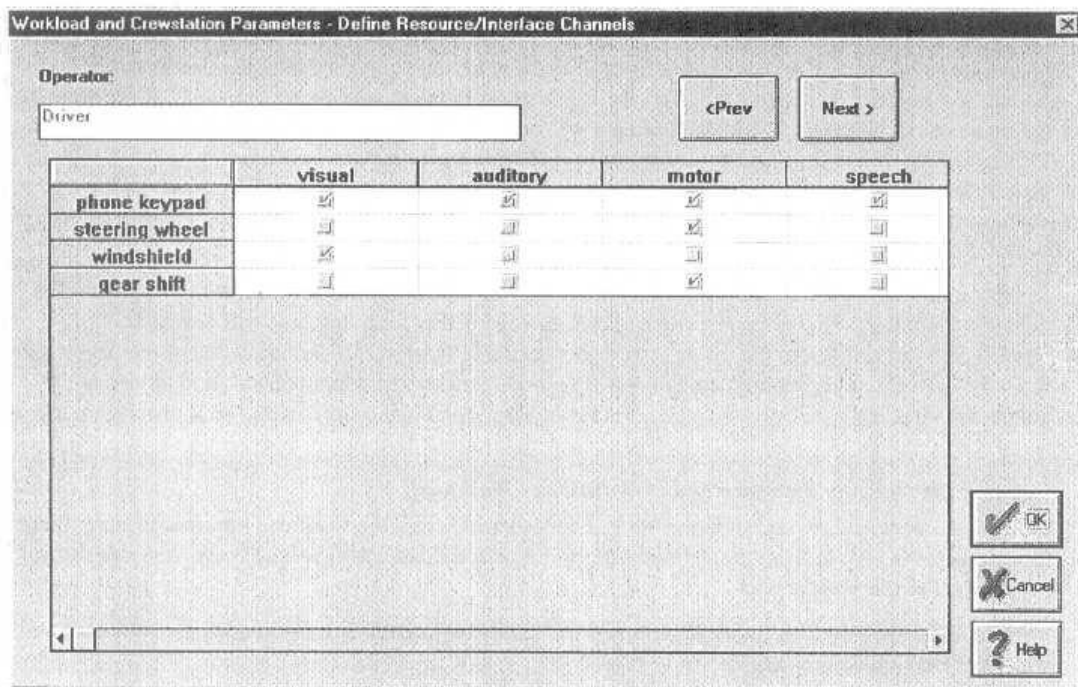 Workload and Crewstation Parameters - Define Resource/Interface Channels
Operator:
Driver
<Prev
Next >
visual auditory motor speech
phone keypad
steering wheel
windshield
gear shift
OK
Cancel
Help